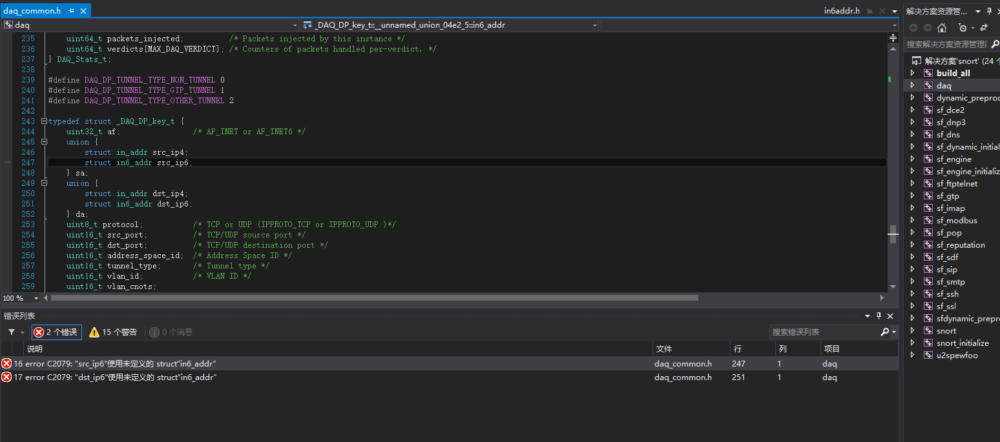 daq_common.h
in6addr.h
daq
_DAQ_DP_key_t::__unnamed_union_04e2_5::in6_addr
235 uint64_t packets_injected; /* Packets injected by this instance */
236 uint64_t verdicts[MAX_DAQ_VERDICT]; /* Counters of packets handled per-verdict. */
237 } DAQ_Stats_t;
238
239 #define DAQ_DP_TUNNEL_TYPE_NON_TUNNEL 0
240 #define DAQ_DP_TUNNEL_TYPE_GTP_TUNNEL 1
241 #define DAQ_DP_TUNNEL_TYPE_OTHER_TUNNEL 2
242
243 typedef struct _DAQ_DP_key_t {
244 uint32_t af; /* AF_INET or AF_INET6 */
245 union {
246 struct in_addr src_ip4;
247 struct in6_addr src_ip6;
248 } sa;
249 union {
250 struct in_addr dst_ip4;
251 struct in6_addr dst_ip6;
252 } da;
253 uint8_t protocol; /* TCP or UDP (IPPROTO_TCP or IPPROTO_UDP )*/
254 uint16_t src_port; /* TCP/UDP source port */
255 uint16_t dst_port; /* TCP/UDP destination port */
256 uint16_t address_space_id; /* Address Space ID */
257 uint16_t tunnel_type; /* Tunnel type */
258 uint16_t vlan_id; /* VLAN ID */
259 uint16_t vlan_cnots;
100 %
错误列表
2 个错误
15 个警告
0 个消息
搜索错误列表
说明 文件 行 列 项目
16 error C2079: “src_ip6”使用未定义的 struct“in6_addr” daq_common.h 247 1 daq
17 error C2079: “dst_ip6”使用未定义的 struct“in6_addr” daq_common.h 251 1 daq
解决方案资源管...
搜索解决方案资源管理
解决方案'snort' (24 个
build_all
daq
dynamic_preproc
sf_dce2
sf_dnp3
sf_dns
sf_dynamic_initial
sf_engine
sf_engine_initializ
sf_ftptelnet
sf_gtp
sf_imap
sf_modbus
sf_pop
sf_reputation
sf_sdf
sf_sip
sf_smtp
sf_ssh
sf_ssl
sfdynamic_prepr
snort
snort_initialize
u2spewfoo